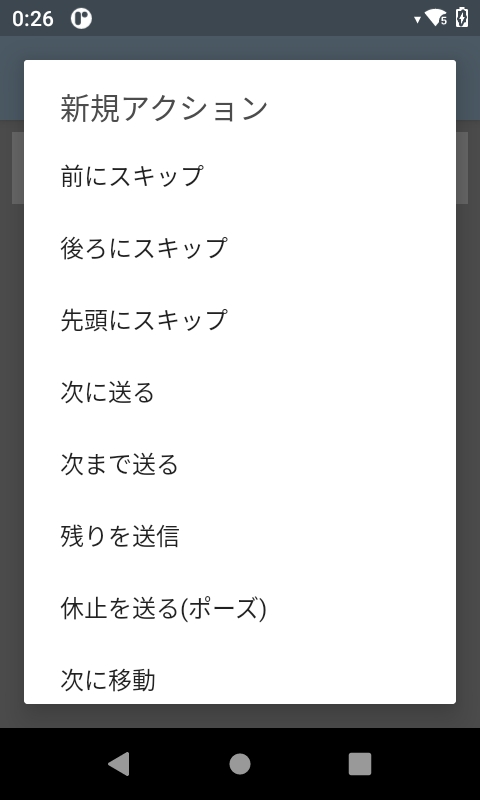 0:26
新規アクション
前にスキップ
後ろにスキップ
先頭にスキップ
次に送る
次まで送る
残りを送信
休止を送る(ポーズ)
次に移動